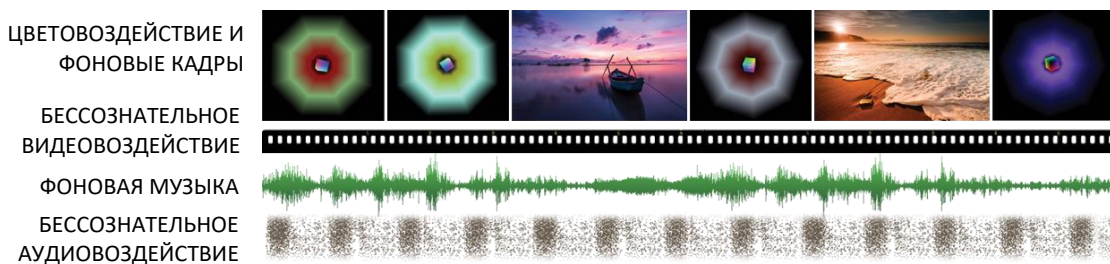 ЦВЕТОВОЗДЕЙСТВИЕ И
ФОНОВЫЕ КАДРЫ
БЕССОЗНАТЕЛЬНОЕ
ВИДЕОВОЗДЕЙСТВИЕ
ФОНОВАЯ МУЗЫКА
БЕССОЗНАТЕЛЬНОЕ
АУДИОВОЗДЕЙСТВИЕ